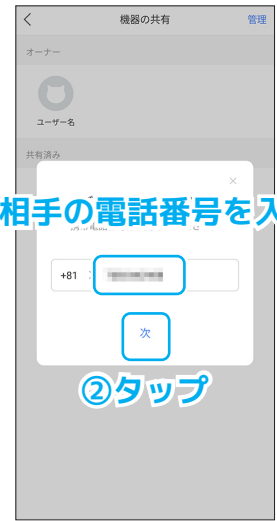 機器の共有
管理
オーナー
ユーザー名
共有済み
相手の電話番号を入
+81
次
②タップ